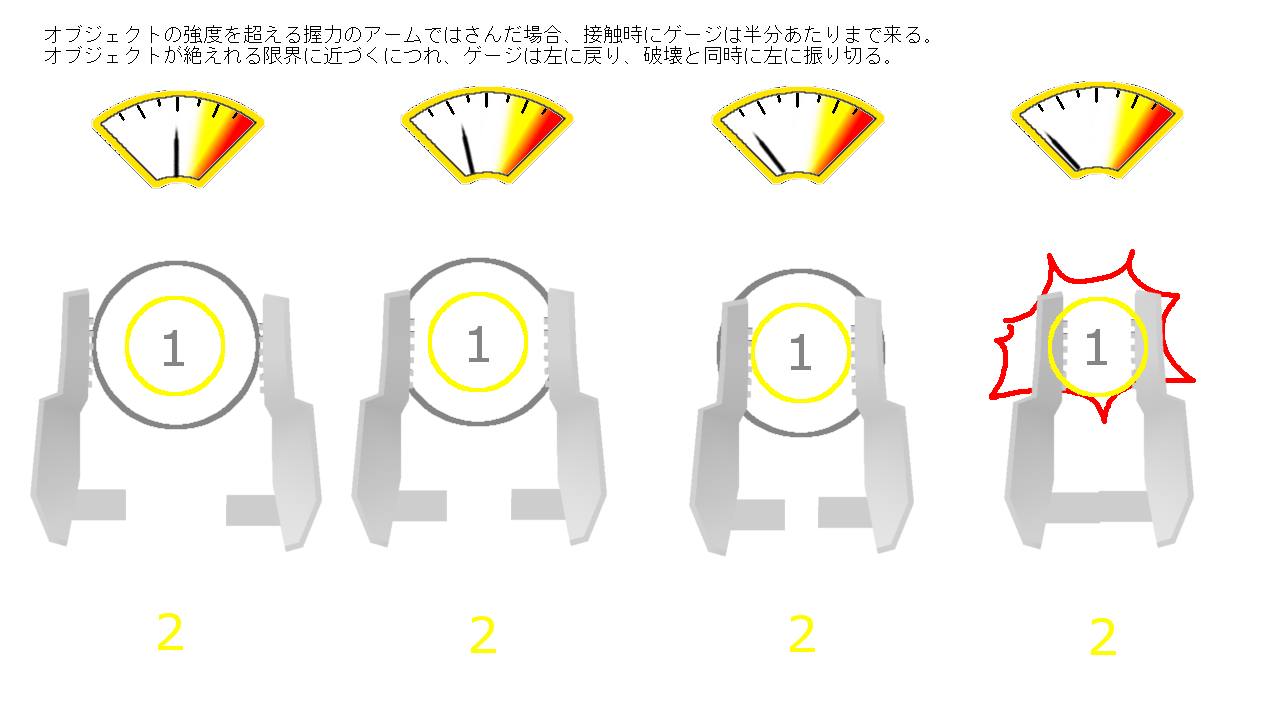 オブジェクトの強度を超える握力のアームではさんだ場合、接触時にゲージは半分あたりまで来る。
オブジェクトが絶えれる限界に近づくにつれ、ゲージは左に戻り、破壊と同時に左に振り切る。
1 1 1 1
2 2 2 2